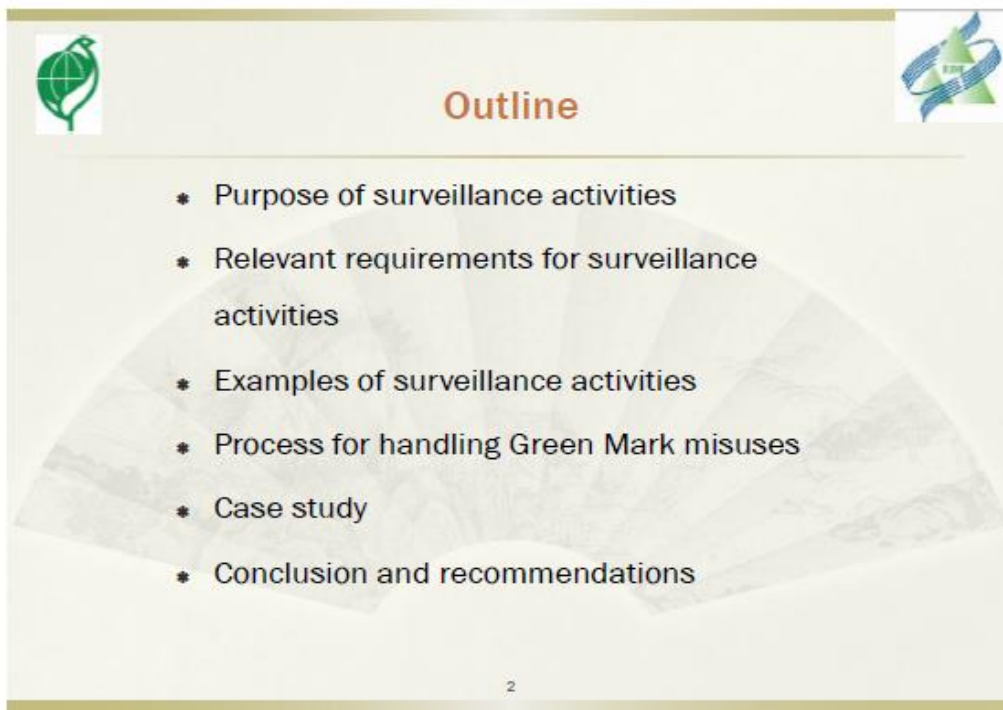 Outline
Purpose of surveillance activities
Relevant requirements for surveillance
activities
Examples of surveillance activities
Process for handling Green Mark misuses
Case study
Conclusion and recommendations
2